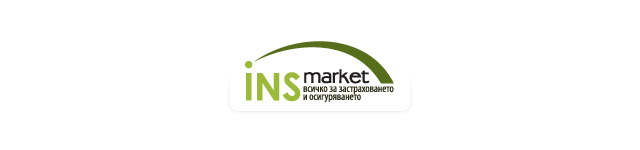 iNS market
всичко за застраховането
и осигуряването